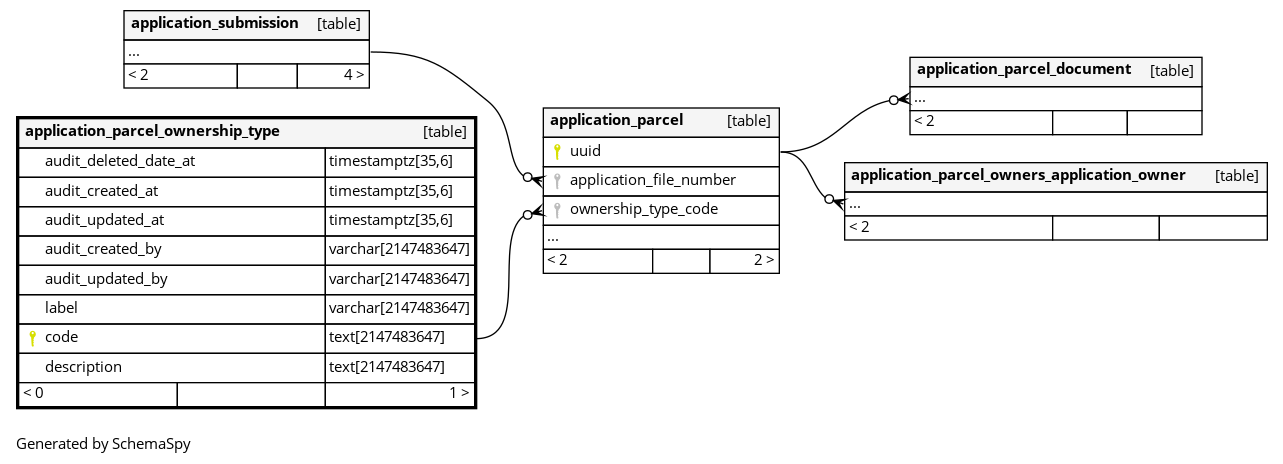 application_submission [table]
...
< 2 4 >
application_parcel_ownership_type [table]
audit_deleted_date_at timestamptz[35,6]
audit_created_at timestamptz[35,6]
audit_updated_at timestamptz[35,6]
audit_created_by varchar[2147483647]
audit_updated_by varchar[2147483647]
label varchar[2147483647]
code text[2147483647]
description text[2147483647]
< 0 1 >
application_parcel [table]
uuid
application_file_number
ownership_type_code
...
< 2 2 >
application_parcel_document [table]
...
< 2
application_parcel_owners_application_owner [table]
...
< 2
Generated by SchemaSpy